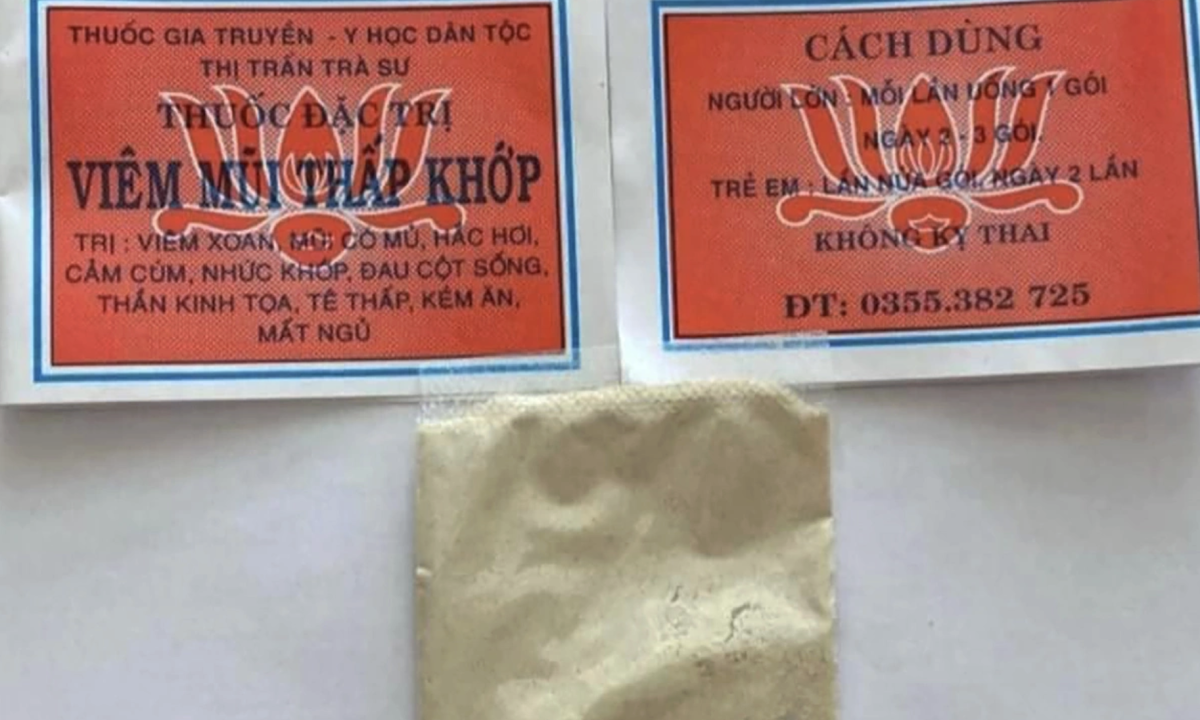 THUỐC GIA TRUYỀN - Y HỌC DÂN TỘC
THỊ TRẤN TRÀ SƯ
THUỐC ĐẶC TRỊ
VIÊM MŨI THẤP KHỚP
TRỊ : VIÊM XOAN, MŨI CÓ MỦ, HẮC HƠI,
CẢM CÚM, NHỨC KHỚP, ĐAU CỘT SỐNG,
THẦN KINH TỌA, TÊ THẤP, KÉM ĂN,
MẤT NGỦ
CÁCH DÙNG
NGƯỜI LỚN : MỖI LẦN UỐNG 1 GÓI
NGÀY 2 - 3 GÓI.
TRẺ EM : LẦN NỬA GÓI, NGÀY 2 LẦN
KHÔNG KỴ THAI
ĐT: 0355.382 725